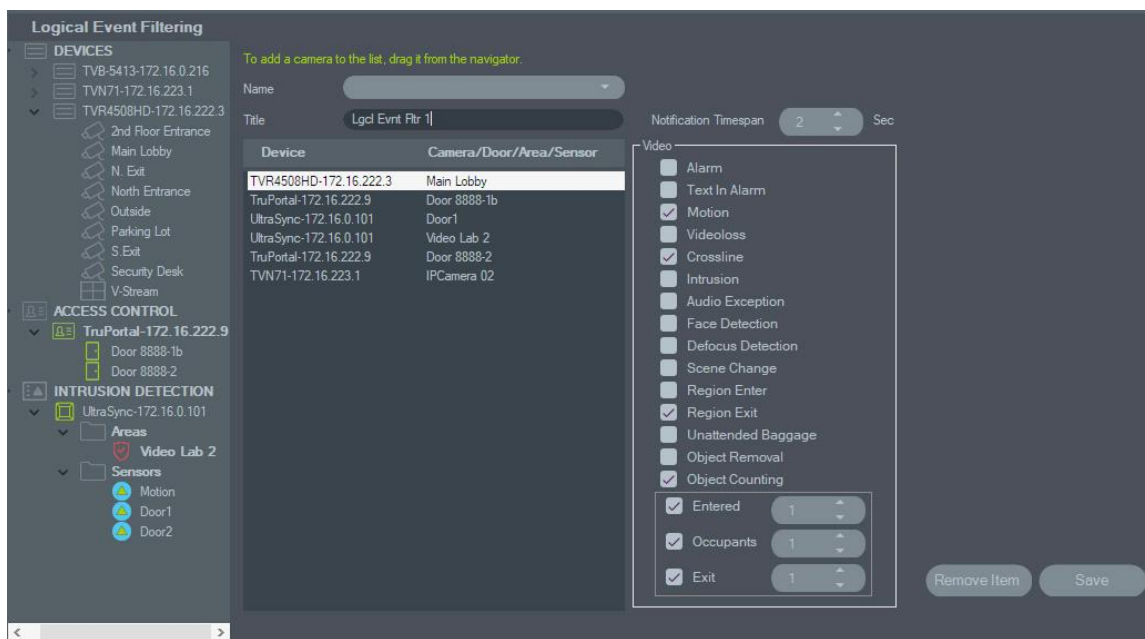 Logical Event Filtering
DEVICES
TVB-5413-172.16.0.216
TVN71-172.16.223.1
TVR4508HD-172.16.222.3
2nd Floor Entrance
Main Lobby
N. Exit
North Entrance
Outside
Parking Lot
S.Exit
Security Desk
V-Stream
ACCESS CONTROL
TruPortal-172.16.222.9
Door 8888-1b
Door 8888-2
INTRUSION DETECTION
UltraSync-172.16.0.101
Areas
Video Lab 2
Sensors
Motion
Door1
Door2
To add a camera to the list, drag it from the navigator.
Name
Title Lgcl Evnt Fltr 1
Notification Timespan 2 Sec
Device Camera/Door/Area/Sensor
TVR4508HD-172.16.222.3 Main Lobby
TruPortal-172.16.222.9 Door 8888-1b
UltraSync-172.16.0.101 Door1
UltraSync-172.16.0.101 Video Lab 2
TruPortal-172.16.222.9 Door 8888-2
TVN71-172.16.223.1 IPCamera 02
Video
Alarm
Text In Alarm
Motion
Videoloss
Crossline
Intrusion
Audio Exception
Face Detection
Defocus Detection
Scene Change
Region Enter
Region Exit
Unattended Baggage
Object Removal
Object Counting
Entered 1
Occupants 1
Exit 1
Remove Item Save